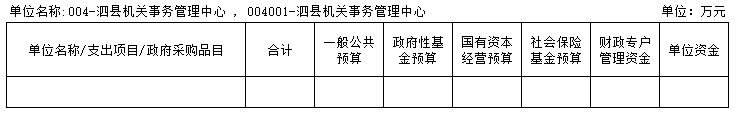 单位名称:004-泗县机关事务管理中心 , 004001-泗县机关事务管理中心 单位: 万元
单位名称/支出项目/政府采购品目 合计 一般公共预算 政府性基金预算 国有资本经营预算 社会保险基金预算 财政专户管理资金 单位资金